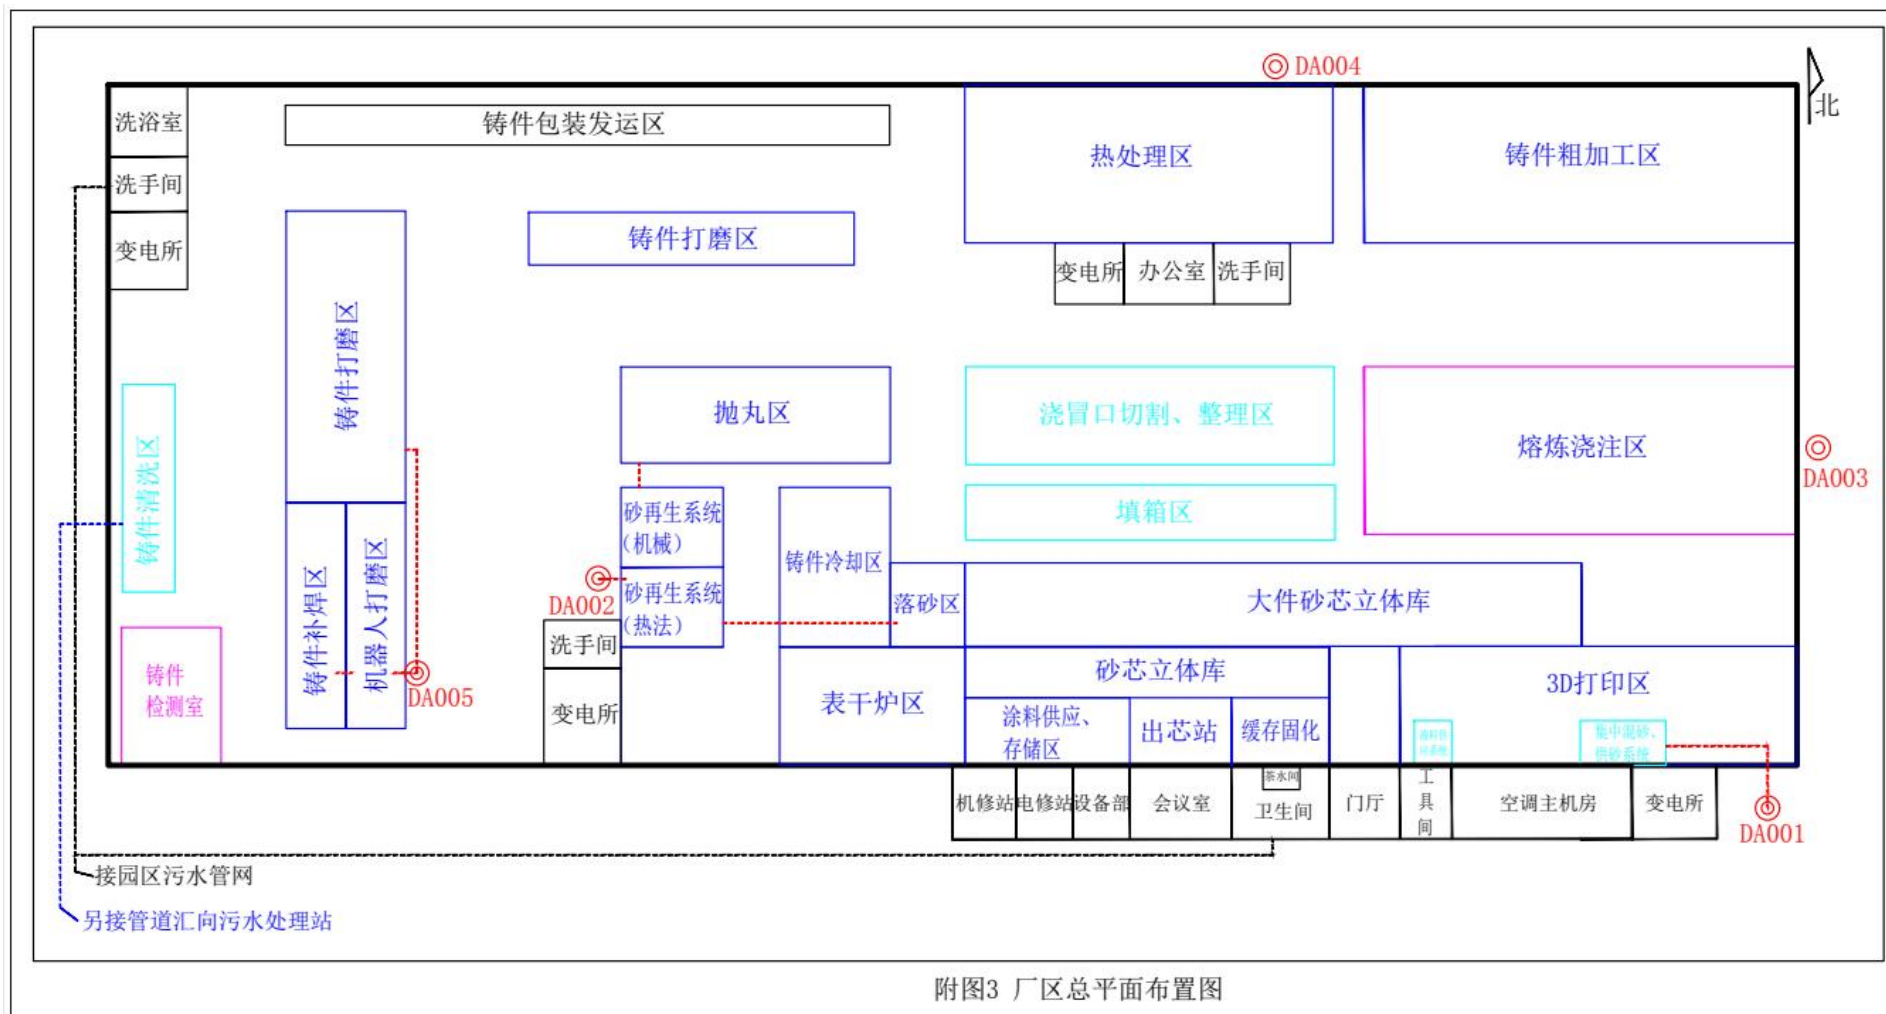 DA004
北
洗浴室
铸件包装发运区
热处理区
铸件粗加工区
洗手间
变电所
铸件打磨区
变电所
办公室
洗手间
铸件打磨区
抛丸区
浇冒口切割、整理区
熔炼浇注区
DA003
铸件清洗区
砂再生系统
(机械)
填箱区
铸件补焊区
机器人打磨区
DA002
砂再生系统
(热法)
铸件冷却区
落砂区
大件砂芯立体库
洗手间
铸件
检测室
DA005
变电所
表干炉区
砂芯立体库
3D打印区
涂料供应、
存储区
出芯站
缓存固化
集中混砂、
供砂系统
机修站
电修站
设备部
会议室
茶水间
卫生间
门厅
工
具
间
空调主机房
变电所
DA001
接园区污水管网
另接管道汇向污水处理站
附图3 厂区总平面布置图